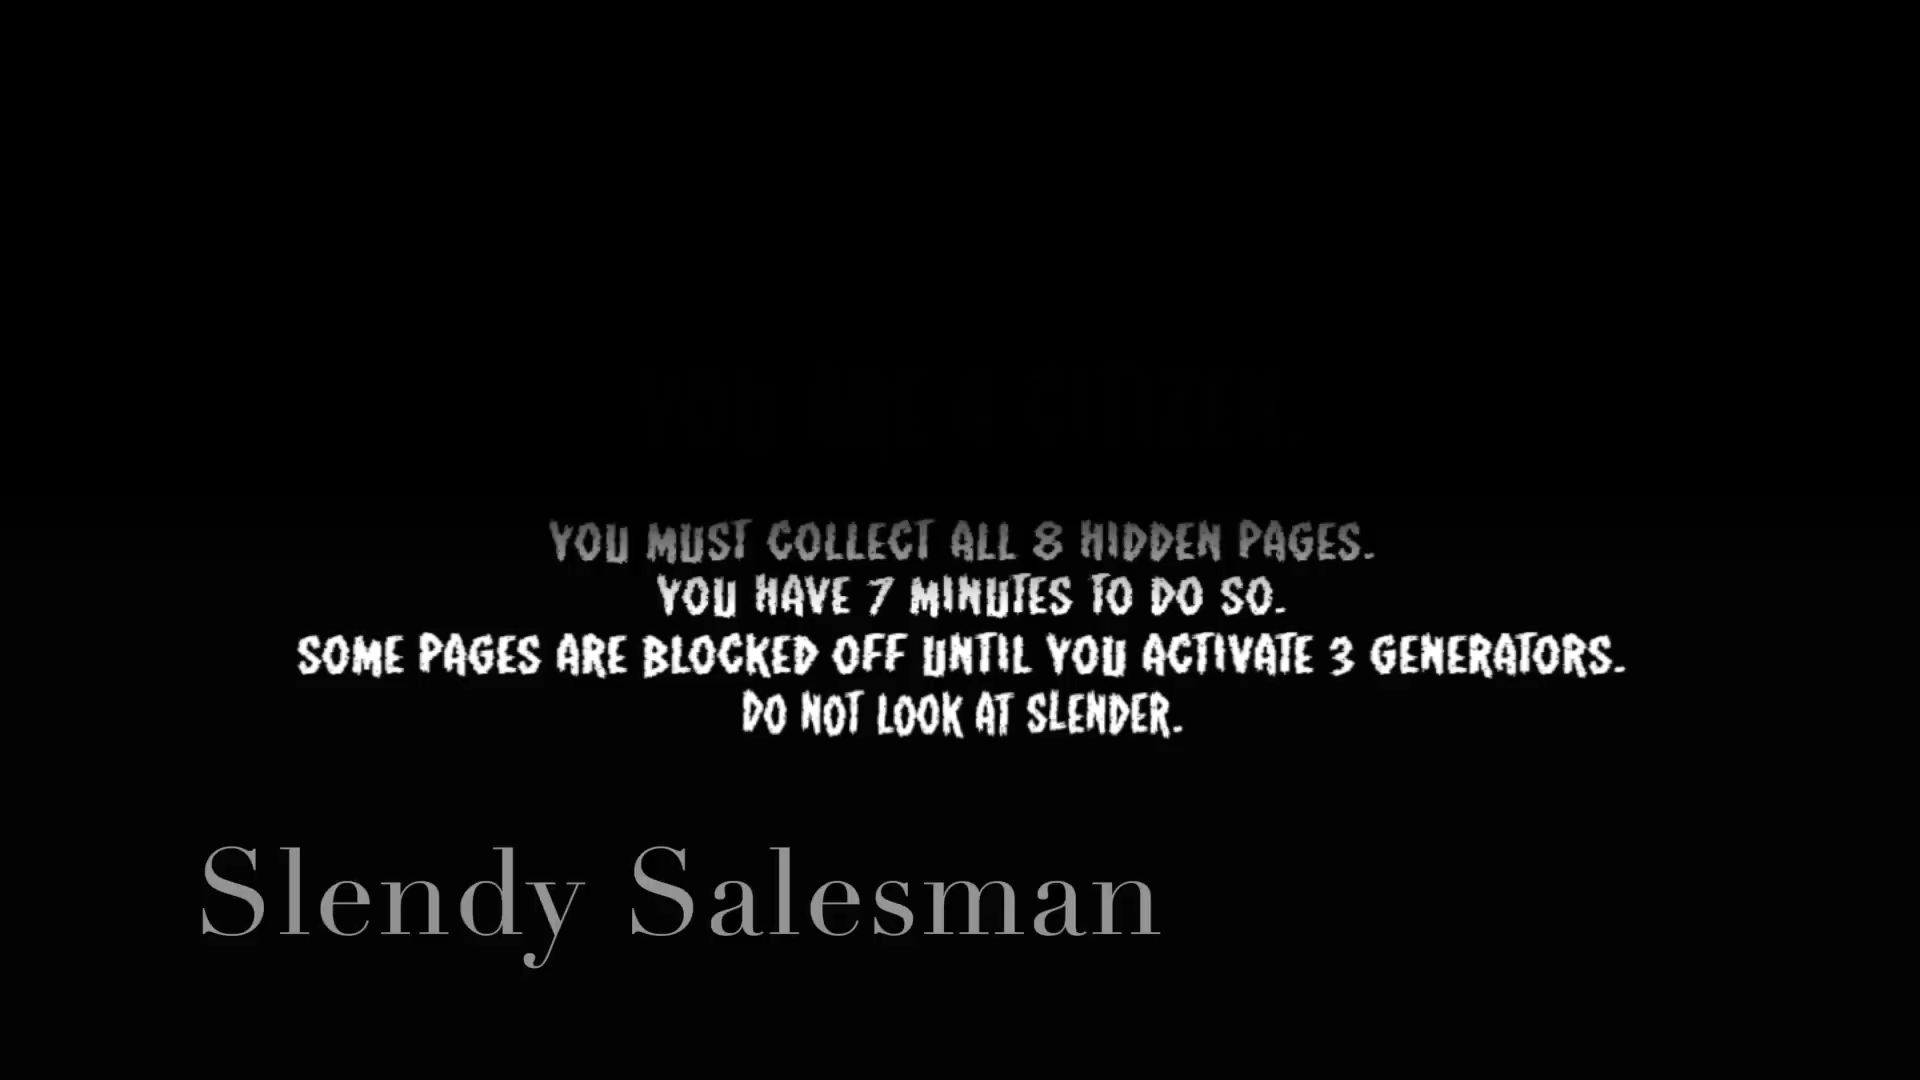 YOU MUST COLLECT ALL 8 HIDDEN PAGES.
YOU HAVE 7 MINUTES TO DO SO.
SOME PAGES ARE BLOCKED OFF UNTIL YOU ACTIVATE 3 GENERATORS.
DO NOT LOOK AT SLENDER.
Slendy Salesman